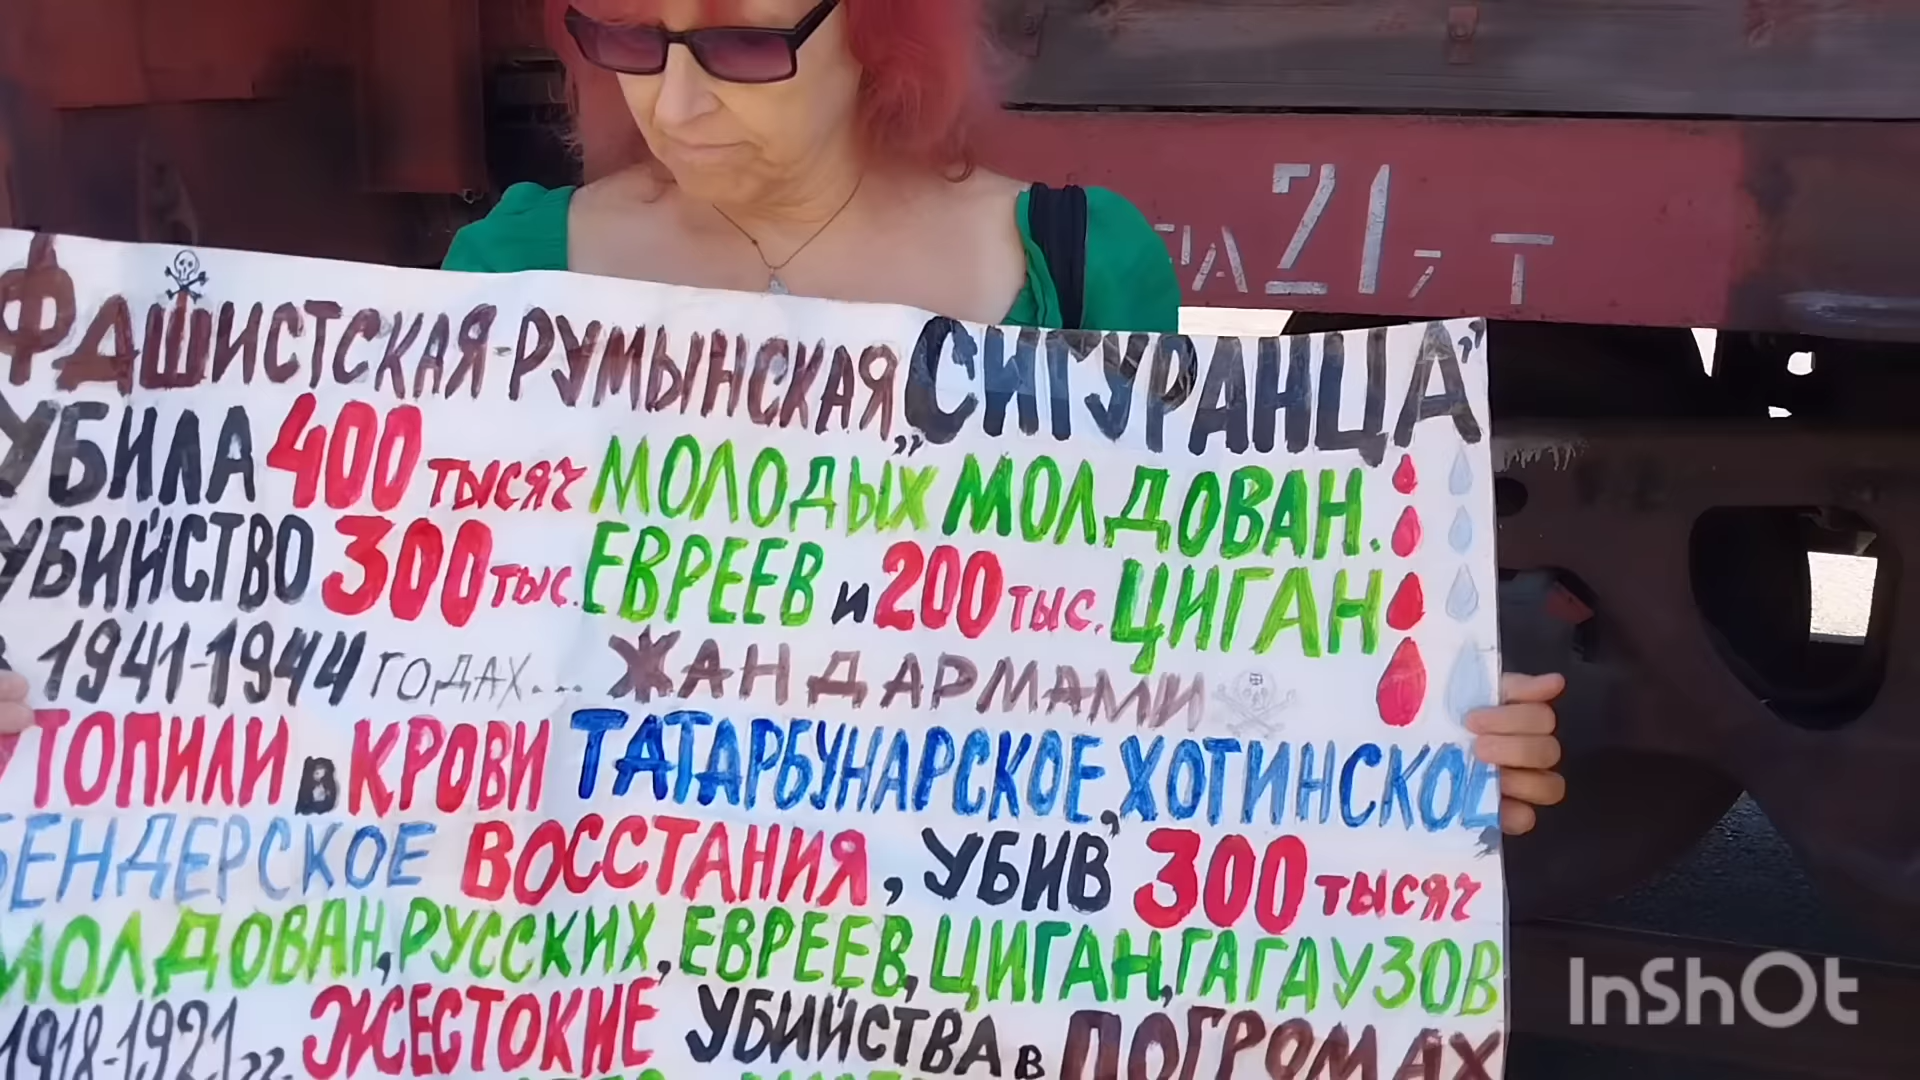 21,7 Т
ФАШИСТСКАЯ-РУМЫНСКАЯ „СИГУРАНЦА”
УБИЛА 400 тысяч МОЛОДЫХ МОЛДОВАН.
УБИЙСТВО 300 тыс. ЕВРЕЕВ и 200 тыс. ЦИГАН
в 1941-1944 ГОДАХ... ЖАНДАРМАМИ
УТОПИЛИ в КРОВИ ТАТАРБУНАРСКОЕ, ХОТИНСКОЕ
БЕНДЕРСКОЕ ВОССТАНИЯ, УБИВ 300 тысяч
МОЛДОВАН, РУССКИХ, ЕВРЕЕВ, ЦИГАН, ГАГАУЗОВ
1918-1921 гг. ЖЕСТОКИЕ УБИЙСТВА в ПОГРОМАХ
InShOt